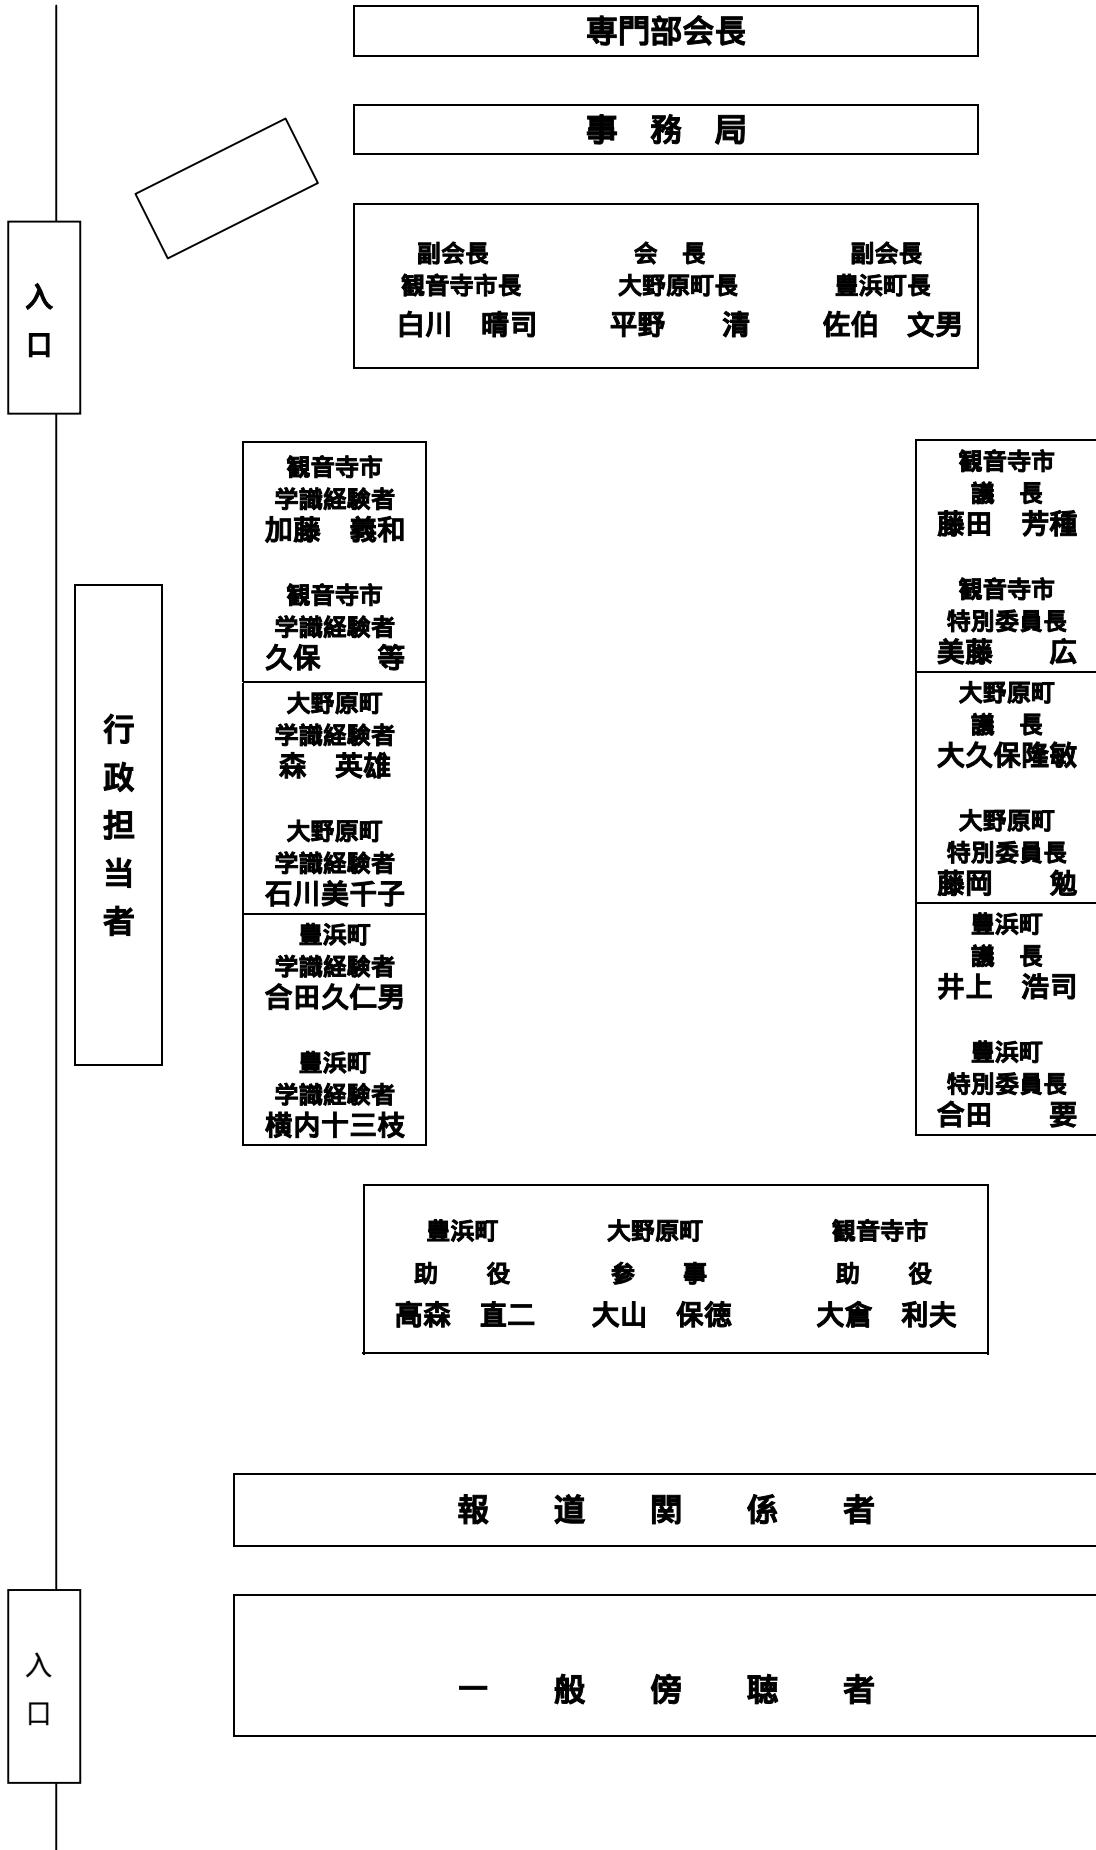 専門部会長
事　務　局
入
口
副会長
観音寺市長
白川　晴司
会　長
大野原町長
平野　　清
副会長
豊浜町長
佐伯　文男
行
政
担
当
者
観音寺市
学識経験者
加藤　義和
観音寺市
学識経験者
久保　　等
大野原町
学識経験者
森　英雄
大野原町
学識経験者
石川美千子
豊浜町
学識経験者
合田久仁男
豊浜町
学識経験者
横内十三枝
観音寺市
議　長
藤田　芳種
観音寺市
特別委員長
美藤　　広
大野原町
議　長
大久保隆敏
大野原町
特別委員長
藤岡　　勉
豊浜町
議　長
井上　浩司
豊浜町
特別委員長
合田　　要
豊浜町
助　　役
高森　直二
大野原町
参　　事
大山　保徳
観音寺市
助　　役
大倉　利夫
報　　道　　関　　係　　者
入
口
一　　般　　傍　　聴　　者